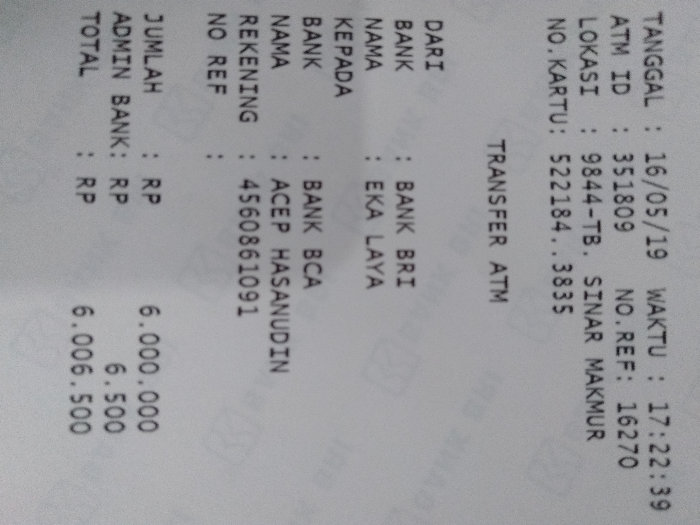 TANGGAL : 16/05/19 WAKTU : 17:22:39
ATM ID : 351809 NO.REF: 16270
LOKASI : 9844-TB. SINAR MAKMUR
NO.KARTU: 522184..3835
TRANSFER ATM
DARI
BANK : BANK BRI
NAMA : EKA LAYA
KEPADA
BANK : BANK BCA
NAMA : ACEP HASANUDIN
REKENING : 4560861091
NO REF :
JUMLAH : RP 6.000.000
ADMIN BANK: RP 6.500
TOTAL : RP 6.006.500